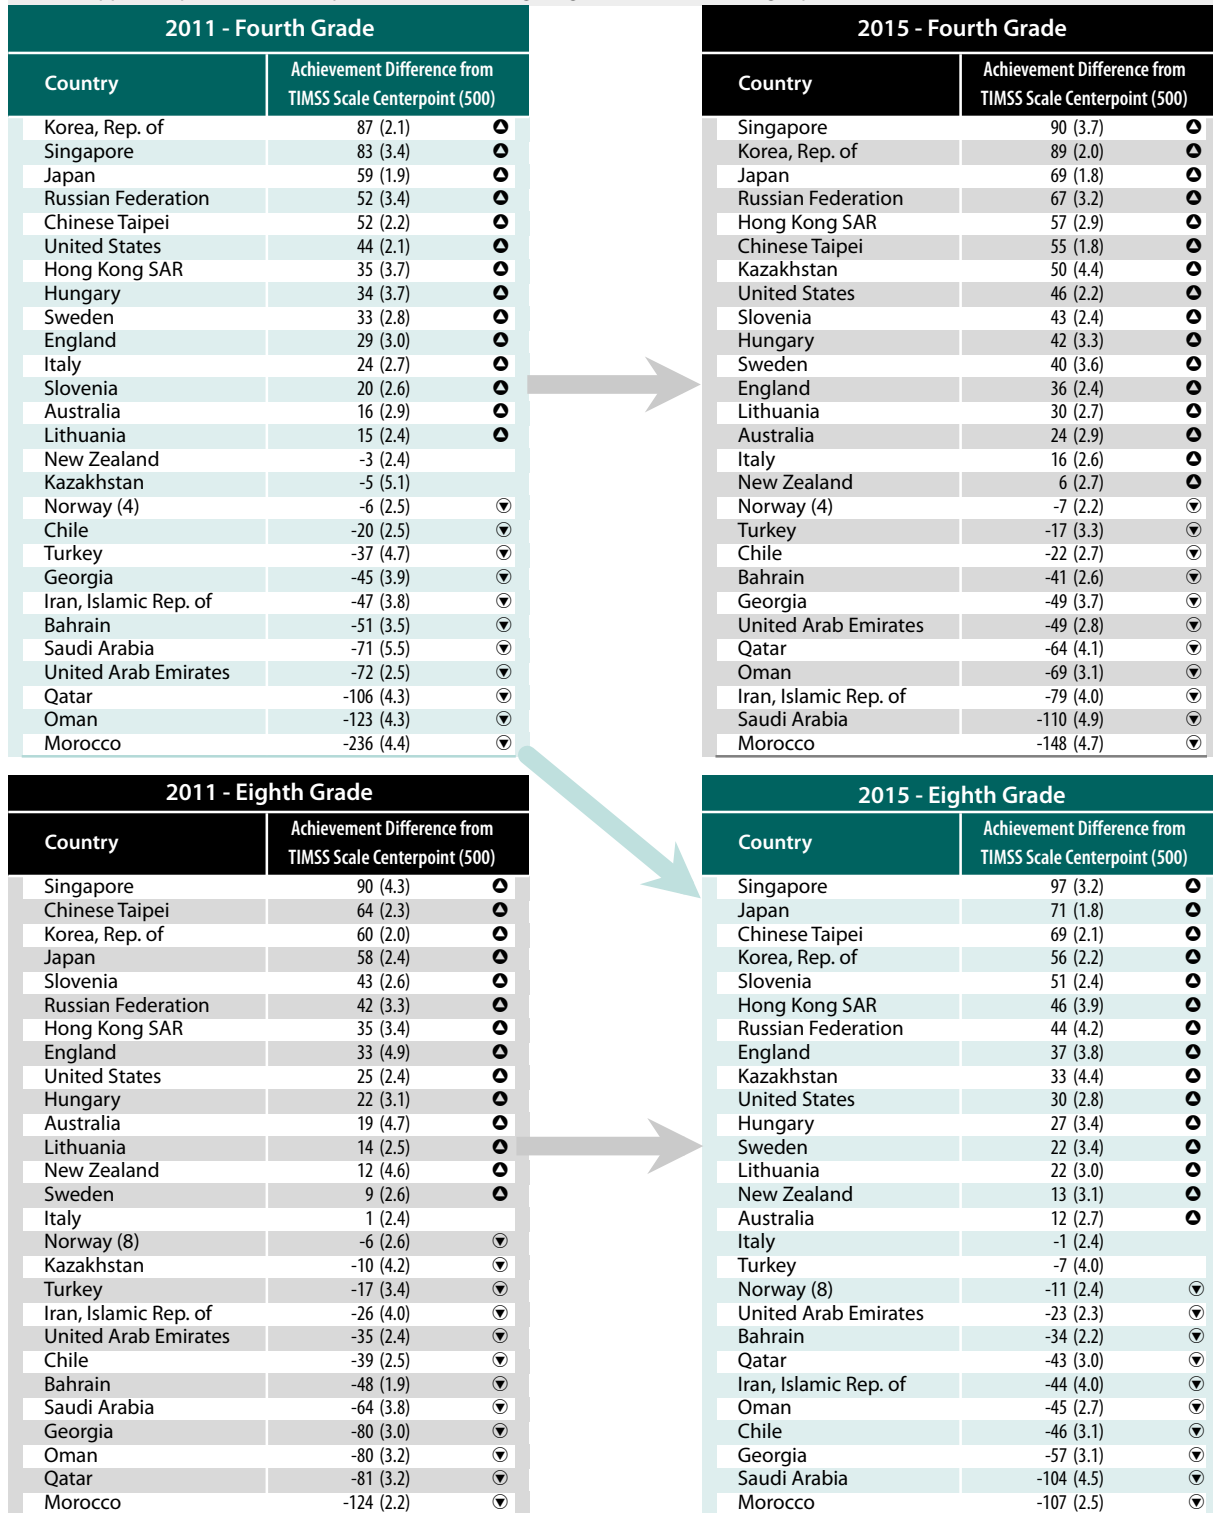 2011 - Fourth Grade
Country
Achievement Difference from
TIMSS Scale Centerpoint (500)
Korea, Rep. of 87 (2.1)
Singapore 83 (3.4)
Japan 59 (1.9)
Russian Federation 52 (3.4)
Chinese Taipei 52 (2.2)
United States 44 (2.1)
Hong Kong SAR 35 (3.7)
Hungary 34 (3.7)
Sweden 33 (2.8)
England 29 (3.0)
Italy 24 (2.7)
Slovenia 20 (2.6)
Australia 16 (2.9)
Lithuania 15 (2.4)
New Zealand -3 (2.4)
Kazakhstan -5 (5.1)
Norway (4) -6 (2.5)
Chile -20 (2.5)
Turkey -37 (4.7)
Georgia -45 (3.9)
Iran, Islamic Rep. of -47 (3.8)
Bahrain -51 (3.5)
Saudi Arabia -71 (5.5)
United Arab Emirates -72 (2.5)
Qatar -106 (4.3)
Oman -123 (4.3)
Morocco -236 (4.4)
2015 - Fourth Grade
Country
Achievement Difference from
TIMSS Scale Centerpoint (500)
Singapore 90 (3.7)
Korea, Rep. of 89 (2.0)
Japan 69 (1.8)
Russian Federation 67 (3.2)
Hong Kong SAR 57 (2.9)
Chinese Taipei 55 (1.8)
Kazakhstan 50 (4.4)
United States 46 (2.2)
Slovenia 43 (2.4)
Hungary 42 (3.3)
Sweden 40 (3.6)
England 36 (2.4)
Lithuania 30 (2.7)
Australia 24 (2.9)
Italy 16 (2.6)
New Zealand 6 (2.7)
Norway (4) -7 (2.2)
Turkey -17 (3.3)
Chile -22 (2.7)
Bahrain -41 (2.6)
Georgia -49 (3.7)
United Arab Emirates -49 (2.8)
Qatar -64 (4.1)
Oman -69 (3.1)
Iran, Islamic Rep. of -79 (4.0)
Saudi Arabia -110 (4.9)
Morocco -148 (4.7)
2011 - Eighth Grade
Country
Achievement Difference from
TIMSS Scale Centerpoint (500)
Singapore 90 (4.3)
Chinese Taipei 64 (2.3)
Korea, Rep. of 60 (2.0)
Japan 58 (2.4)
Slovenia 43 (2.6)
Russian Federation 42 (3.3)
Hong Kong SAR 35 (3.4)
England 33 (4.9)
United States 25 (2.4)
Hungary 22 (3.1)
Australia 19 (4.7)
Lithuania 14 (2.5)
New Zealand 12 (4.6)
Sweden 9 (2.6)
Italy 1 (2.4)
Norway (8) -6 (2.6)
Kazakhstan -10 (4.2)
Turkey -17 (3.4)
Iran, Islamic Rep. of -26 (4.0)
United Arab Emirates -35 (2.4)
Chile -39 (2.5)
Bahrain -48 (1.9)
Saudi Arabia -64 (3.8)
Georgia -80 (3.0)
Oman -80 (3.2)
Qatar -81 (3.2)
Morocco -124 (2.2)
2015 - Eighth Grade
Country
Achievement Difference from
TIMSS Scale Centerpoint (500)
Singapore 97 (3.2)
Japan 71 (1.8)
Chinese Taipei 69 (2.1)
Korea, Rep. of 56 (2.2)
Slovenia 51 (2.4)
Hong Kong SAR 46 (3.9)
Russian Federation 44 (4.2)
England 37 (3.8)
Kazakhstan 33 (4.4)
United States 30 (2.8)
Hungary 27 (3.4)
Sweden 22 (3.4)
Lithuania 22 (3.0)
New Zealand 13 (3.1)
Australia 12 (2.7)
Italy -1 (2.4)
Turkey -7 (4.0)
Norway (8) -11 (2.4)
United Arab Emirates -23 (2.3)
Bahrain -34 (2.2)
Qatar -43 (3.0)
Iran, Islamic Rep. of -44 (4.0)
Oman -45 (2.7)
Chile -46 (3.1)
Georgia -57 (3.1)
Saudi Arabia -104 (4.5)
Morocco -107 (2.5)